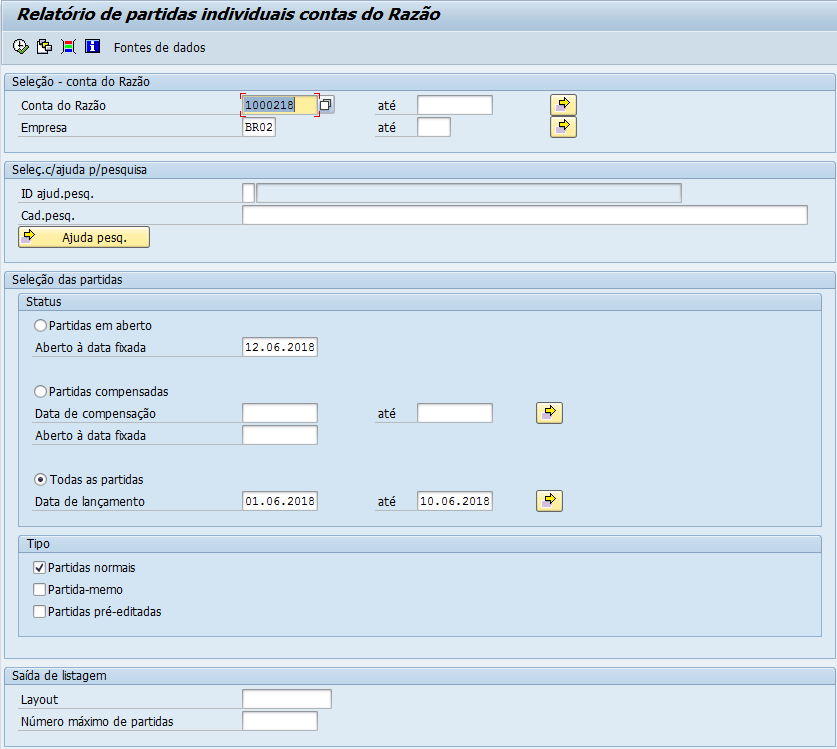 Relatório de partidas individuais contas do Razão
Fontes de dados
Seleção - conta do Razão
Conta do Razão 1000218 até
Empresa BR02 até
Seleç.c/ajuda p/pesquisa
ID ajud.pesq.
Cad.pesq.
Ajuda pesq.
Seleção das partidas
Status
Partidas em aberto
Aberto à data fixada 12.06.2018
Partidas compensadas
Data de compensação até
Aberto à data fixada
Todas as partidas
Data de lançamento 01.06.2018 até 10.06.2018
Tipo
Partidas normais
Partida-memo
Partidas pré-editadas
Saída de listagem
Layout
Número máximo de partidas